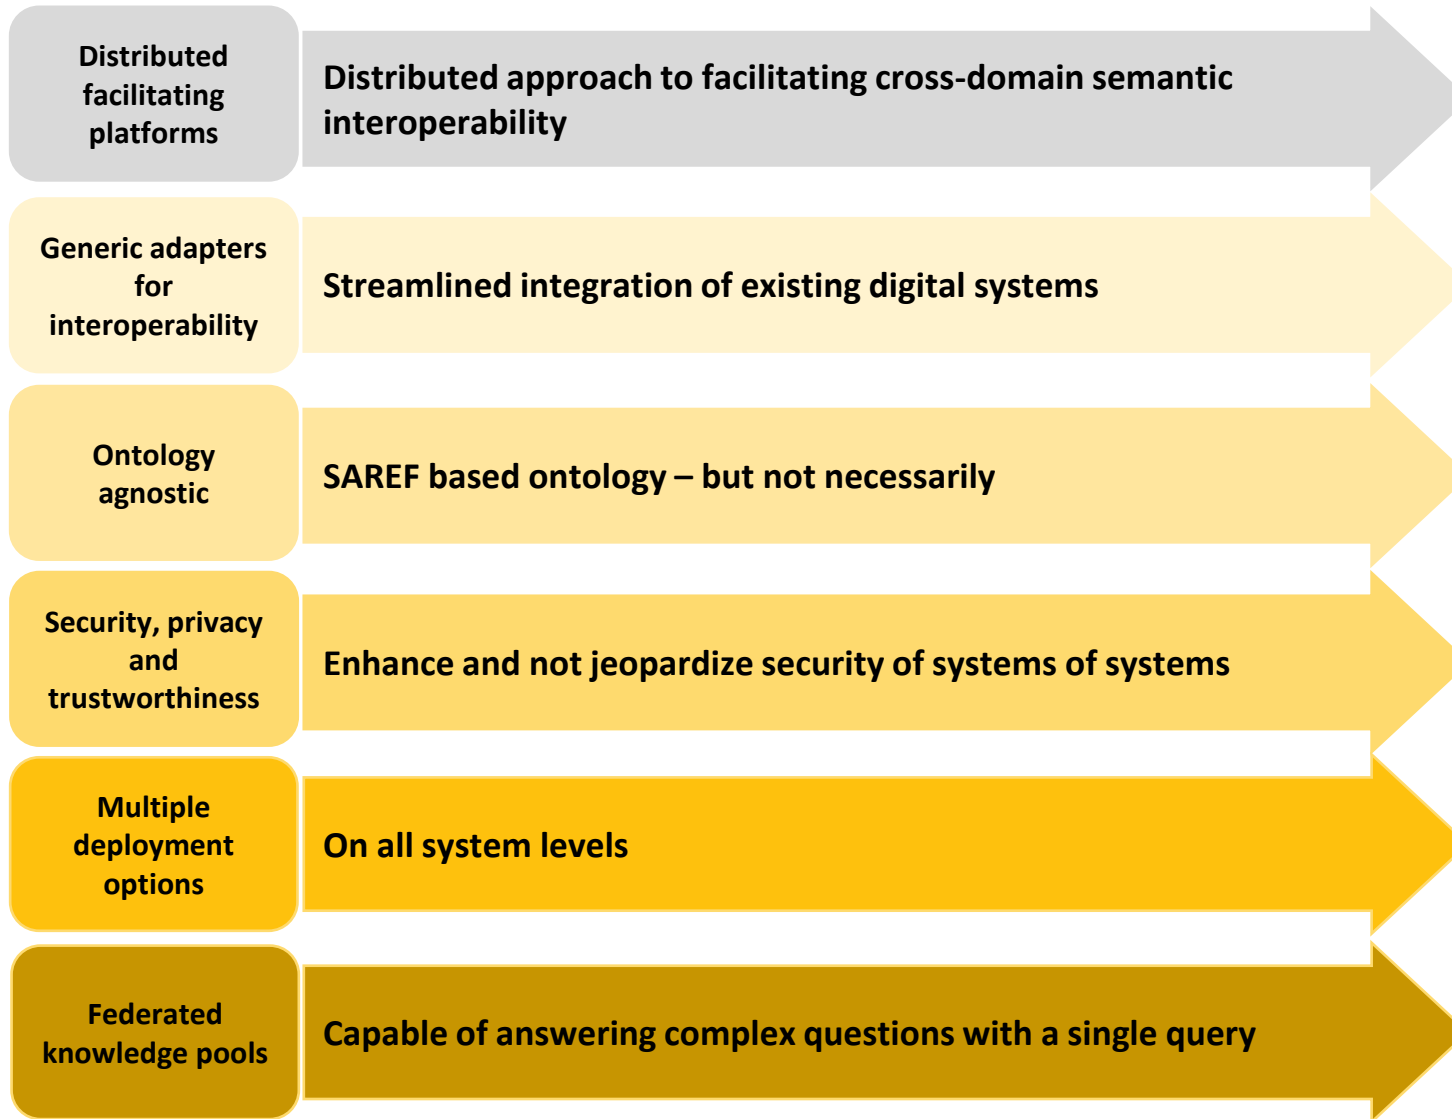 Distributed
facilitating
platforms
Distributed approach to facilitating cross-domain semantic
interoperability
Generic adapters
for
interoperability
Streamlined integration of existing digital systems
Ontology
agnostic
SAREF based ontology – but not necessarily
Security, privacy
and
trustworthiness
Enhance and not jeopardize security of systems of systems
Multiple
deployment
options
On all system levels
Federated
knowledge pools
Capable of answering complex questions with a single query